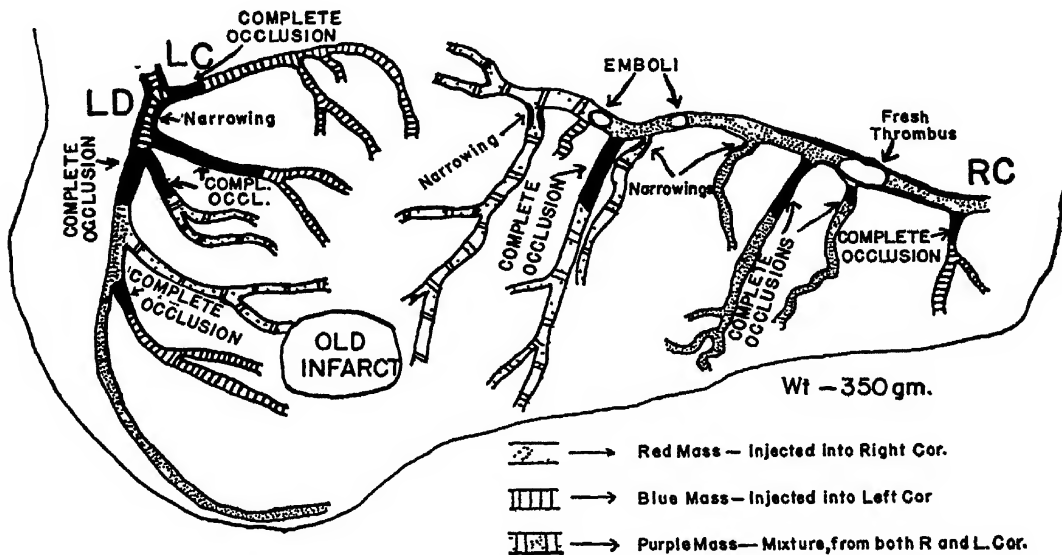 COMPLETE
OCCLUSION
LC
LD
Narrowing
COMPLETE
OCCLUSION
COMPL.
OCCL.
COMPLETE
OCCLUSION
OLD
INFARCT
Narrowing
EMBOLI
COMPLETE
OCCLUSION
Narrowings
Fresh
Thrombus
RC
COMPLETE
OCCLUSIONS
COMPLETE
OCCLUSION
Wt – 350 gm.
Red Mass – Injected into Right Cor.
Blue Mass – Injected into Left Cor
Purple Mass – Mixture, from both R and L. Cor.